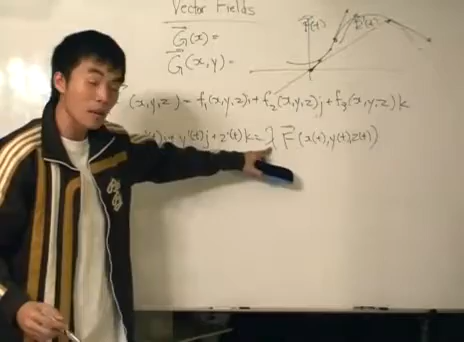 Vector Fields
G(x)=
G(x,y)=
r(t)
(x,y,z) = f₁(x,y,z)i + f₂(x,y,z)j + f₃(x,y,z)k
'(t)i + y'(t)j + z'(t)k = λ F(x(t),y(t),z(t))